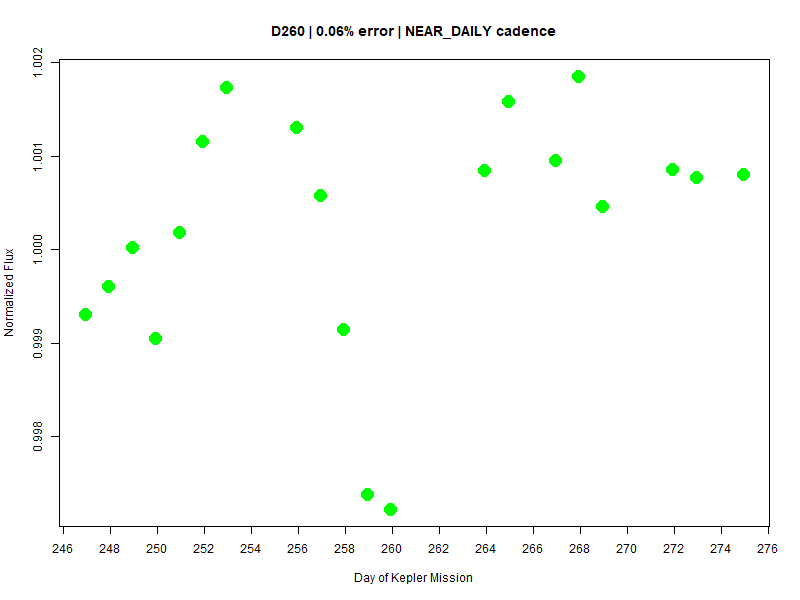 D260 | 0.06% error | NEAR_DAILY cadence
1.002
1.001
1.000
0.999
0.998
Normalized Flux
246 248 250 252 254 256 258 260 262 264 266 268 270 272 274 276
Day of Kepler Mission